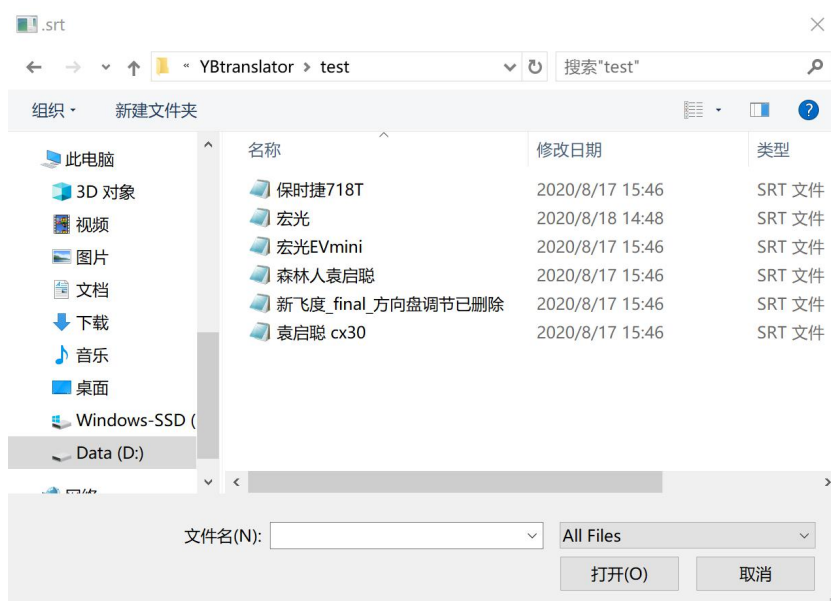 .srt
« YBtranslator > test
搜索"test"
组织
新建文件夹
此电脑
3D 对象
视频
图片
文档
下载
音乐
桌面
Windows-SSD (
Data (D:)
网络
名称 修改日期 类型
保时捷718T 2020/8/17 15:46 SRT 文件
宏光 2020/8/18 14:48 SRT 文件
宏光EVmini 2020/8/17 15:46 SRT 文件
森林人袁启聪 2020/8/17 15:46 SRT 文件
新飞度_final_方向盘调节已删除 2020/8/17 15:46 SRT 文件
袁启聪 cx30 2020/8/17 15:46 SRT 文件
文件名(N):
All Files
打开(O)
取消